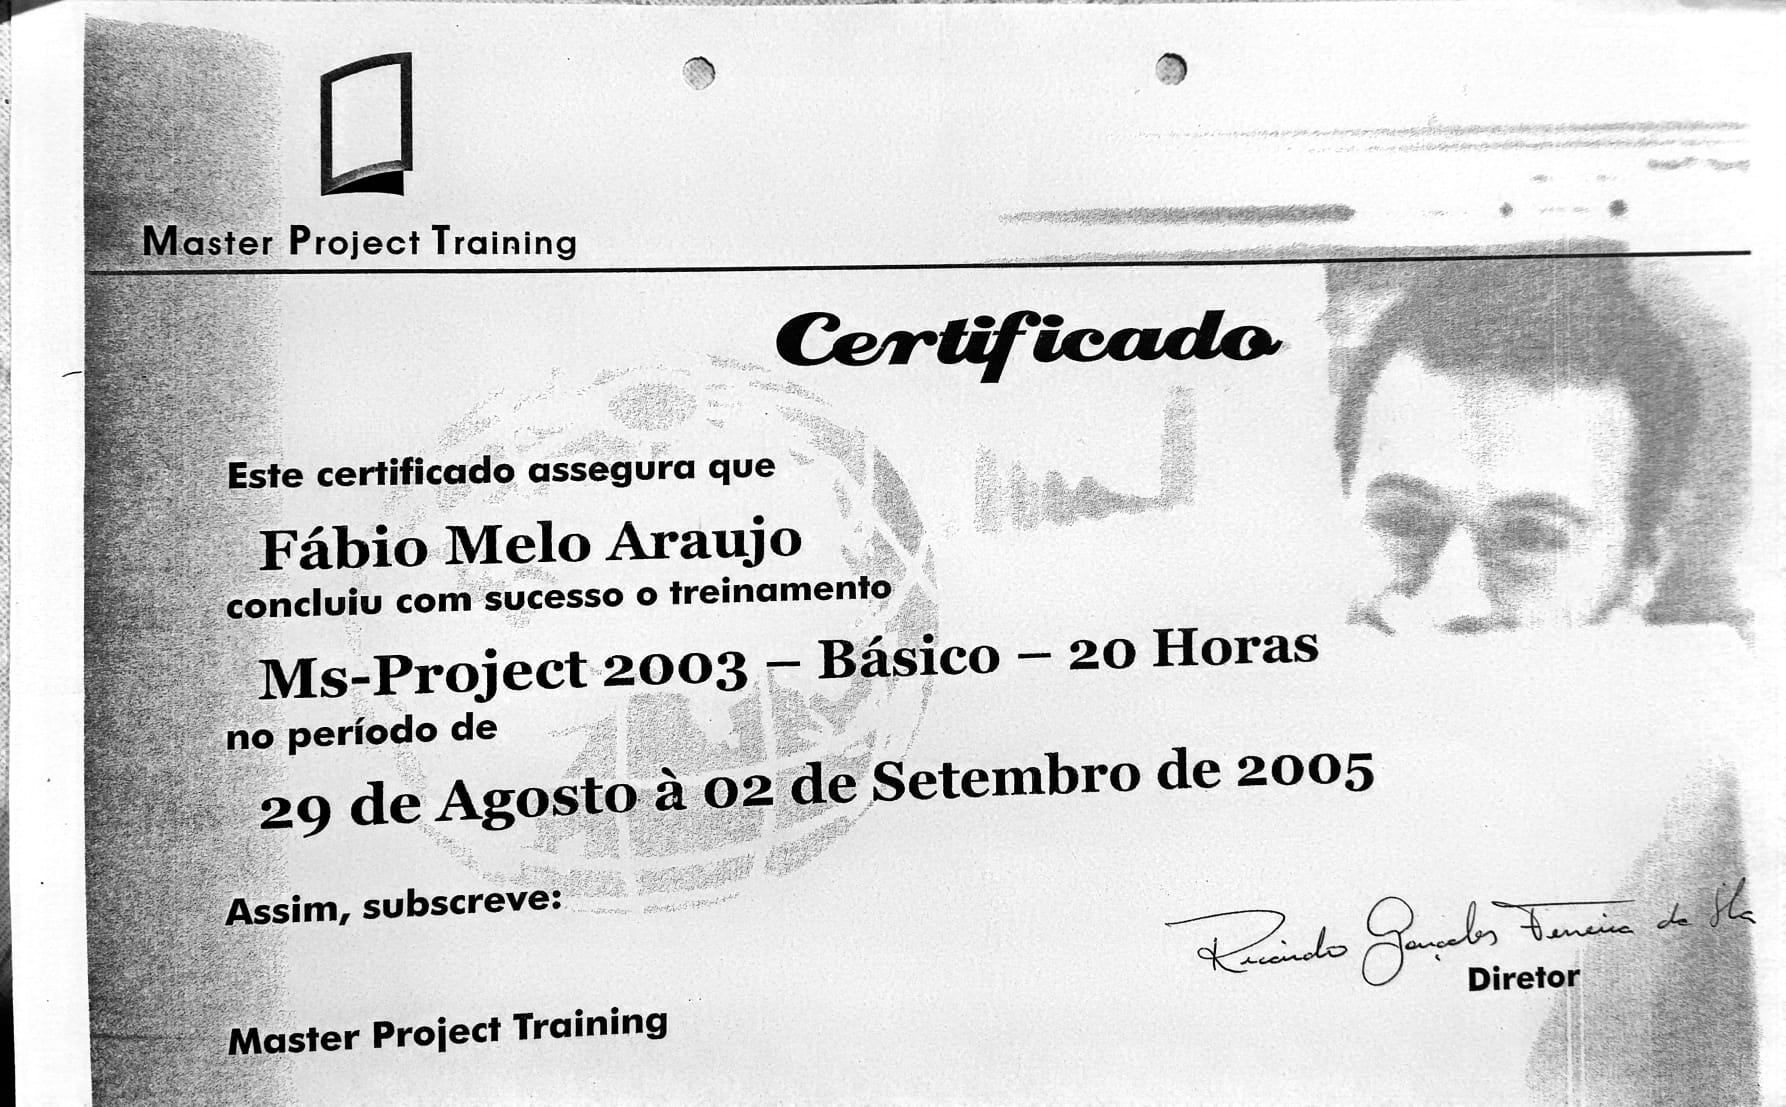 Master Project Training
Certificado
Este certificado assegura que
Fábio Melo Araujo
concluiu com sucesso o treinamento
Ms-Project 2003 – Básico – 20 Horas
no período de
29 de Agosto à 02 de Setembro de 2005
Assim, subscreve:
Ricardo Gonçalves Ferreira da Silva
Diretor
Master Project Training